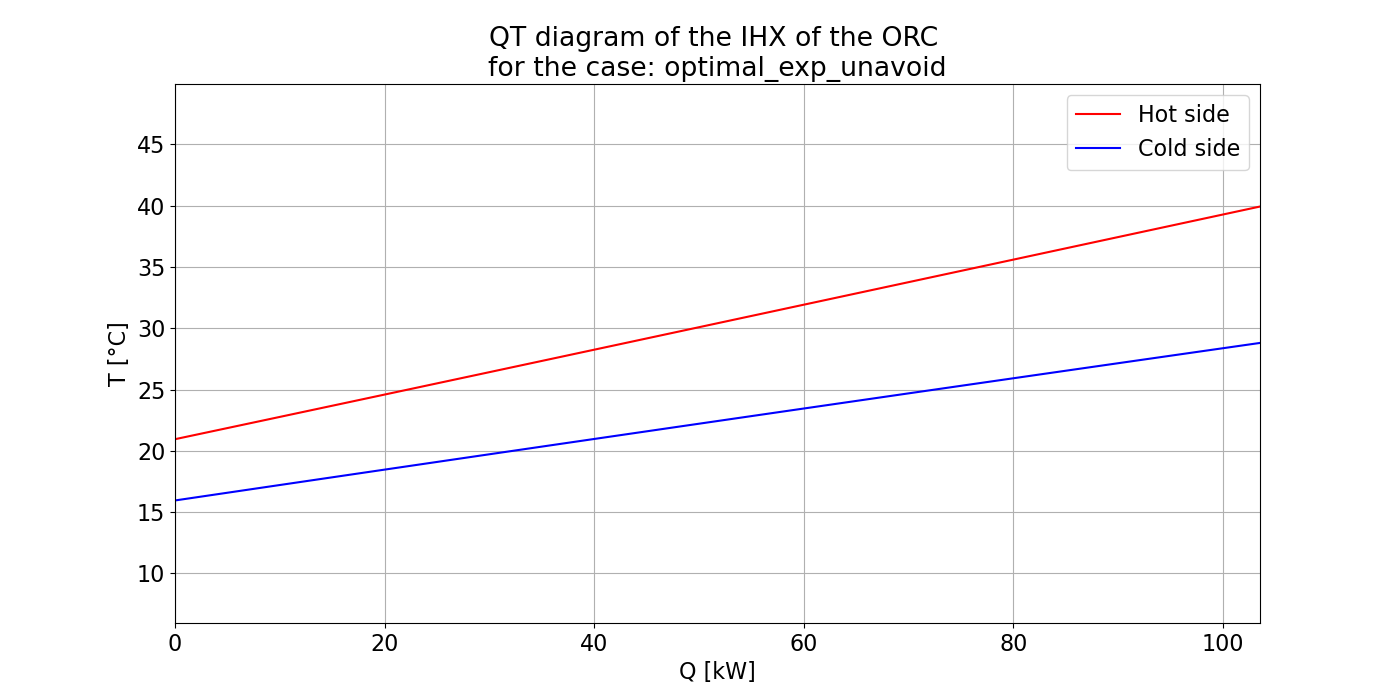 QT diagram of the IHX of the ORC
for the case: optimal_exp_unavoid
Hot side
Cold side
45
40
35
30
25
20
15
10
T [°C]
0 20 40 60 80 100
Q [kW]